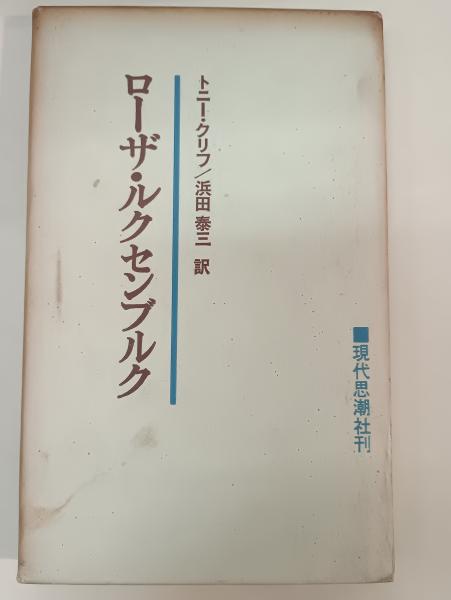 トニー・クリフ/浜田泰三 訳
ローザ・ルクセンブルク
■現代思潮社刊